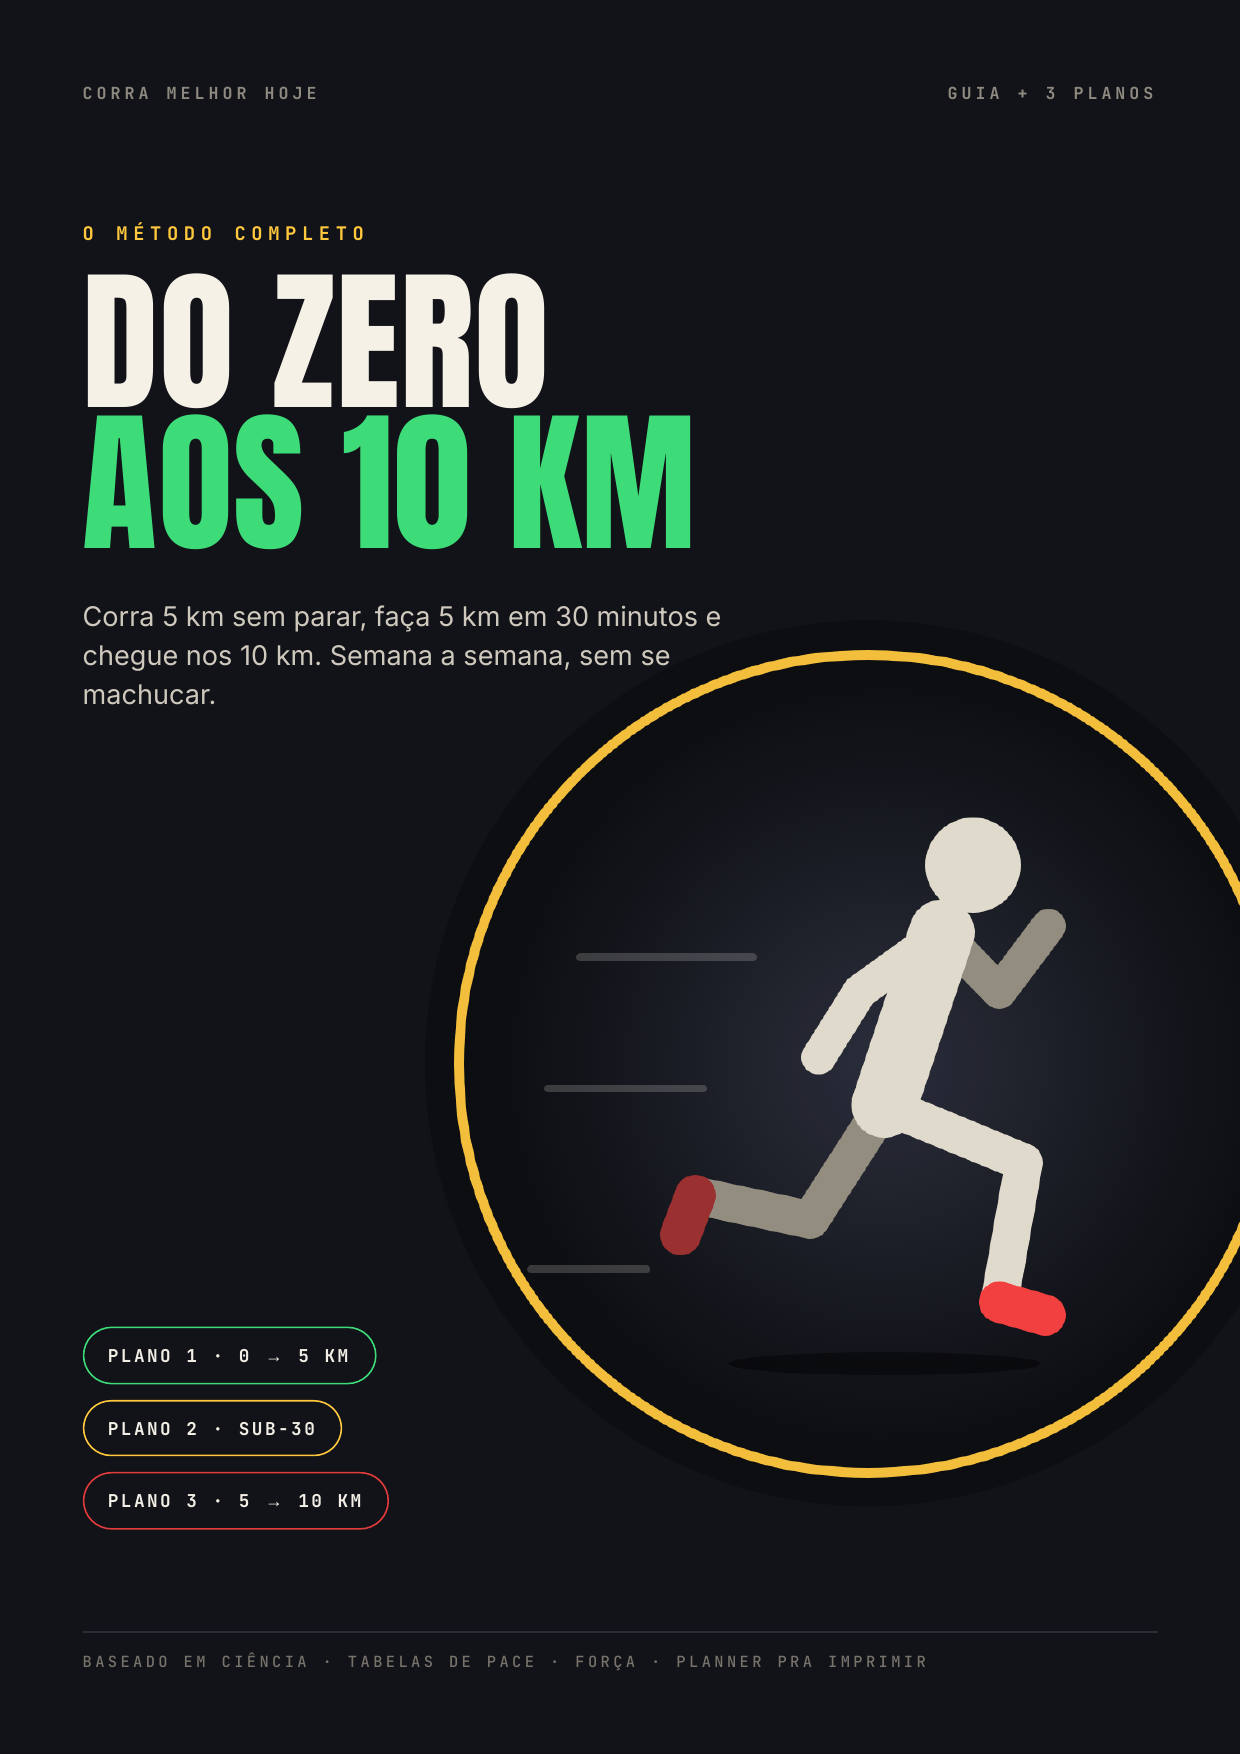 CORRA MELHOR HOJE
GUIA + 3 PLANOS
O MÉTODO COMPLETO
DO ZERO
AOS 10 KM
Corra 5 km sem parar, faça 5 km em 30 minutos e
chegue nos 10 km. Semana a semana, sem se
machucar.
PLANO 1 · 0 → 5 KM
PLANO 2 · SUB-30
PLANO 3 · 5 → 10 KM
BASEADO EM CIÊNCIA · TABELAS DE PACE · FORÇA · PLANNER PRA IMPRIMIR